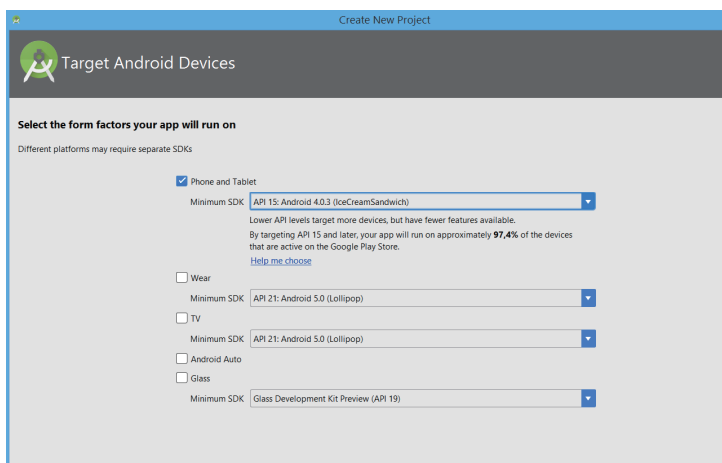 Create New Project
Target Android Devices
Select the form factors your app will run on
Different platforms may require separate SDKs
Phone and Tablet
Minimum SDK API 15: Android 4.0.3 (IceCreamSandwich)
Lower API levels target more devices, but have fewer features available.
By targeting API 15 and later, your app will run on approximately 97,4% of the devices
that are active on the Google Play Store.
Help me choose
Wear
Minimum SDK API 21: Android 5.0 (Lollipop)
TV
Minimum SDK API 21: Android 5.0 (Lollipop)
Android Auto
Glass
Minimum SDK Glass Development Kit Preview (API 19)